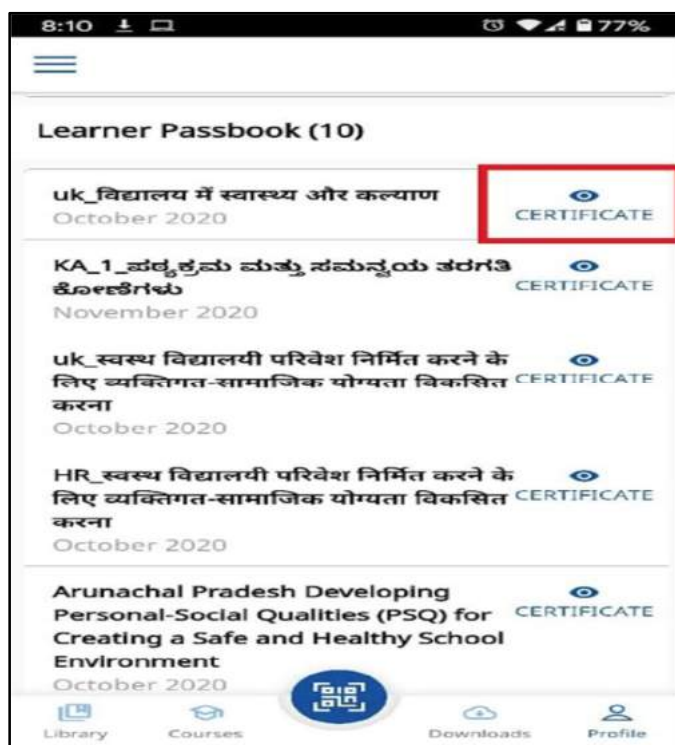 8:10
77%
Learner Passbook (10)
uk_विद्यालय में स्वास्थ्य और कल्याण
October 2020
CERTIFICATE
KA_1_ಪಠ್ಯಕ್ರಮ ಮತ್ತು ಸಮನ್ವಯ ತರಗತಿ
ಕೋಣೆಗಳು
November 2020
CERTIFICATE
uk_स्वस्थ विद्यालयी परिवेश निर्मित करने के
लिए व्यक्तिगत-सामाजिक योग्यता विकसित
करना
October 2020
CERTIFICATE
HR_स्वस्थ विद्यालयी परिवेश निर्मित करने के
लिए व्यक्तिगत-सामाजिक योग्यता विकसित
करना
October 2020
CERTIFICATE
Arunachal Pradesh Developing
Personal-Social Qualities (PSQ) for
Creating a Safe and Healthy School
Environment
October 2020
CERTIFICATE
Library
Courses
Downloads
Profile